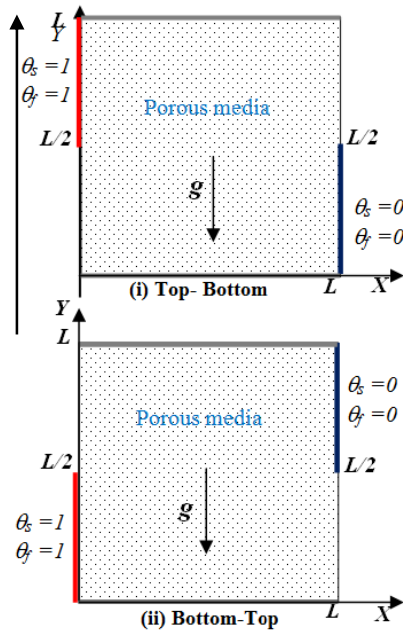 L
Y
θs =1
θf =1
Porous media
L/2
L/2
g
θs =0
θf =0
L
X
(i) Top- Bottom
Y
L
θs =0
θf =0
Porous media
L/2
L/2
g
θs =1
θf =1
L
X
(ii) Bottom-Top